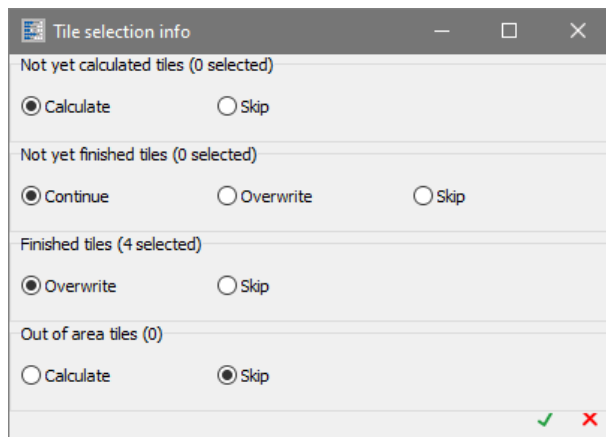 Tile selection info
Not yet calculated tiles (0 selected)
Calculate Skip
Not yet finished tiles (0 selected)
Continue Overwrite Skip
Finished tiles (4 selected)
Overwrite Skip
Out of area tiles (0)
Calculate Skip